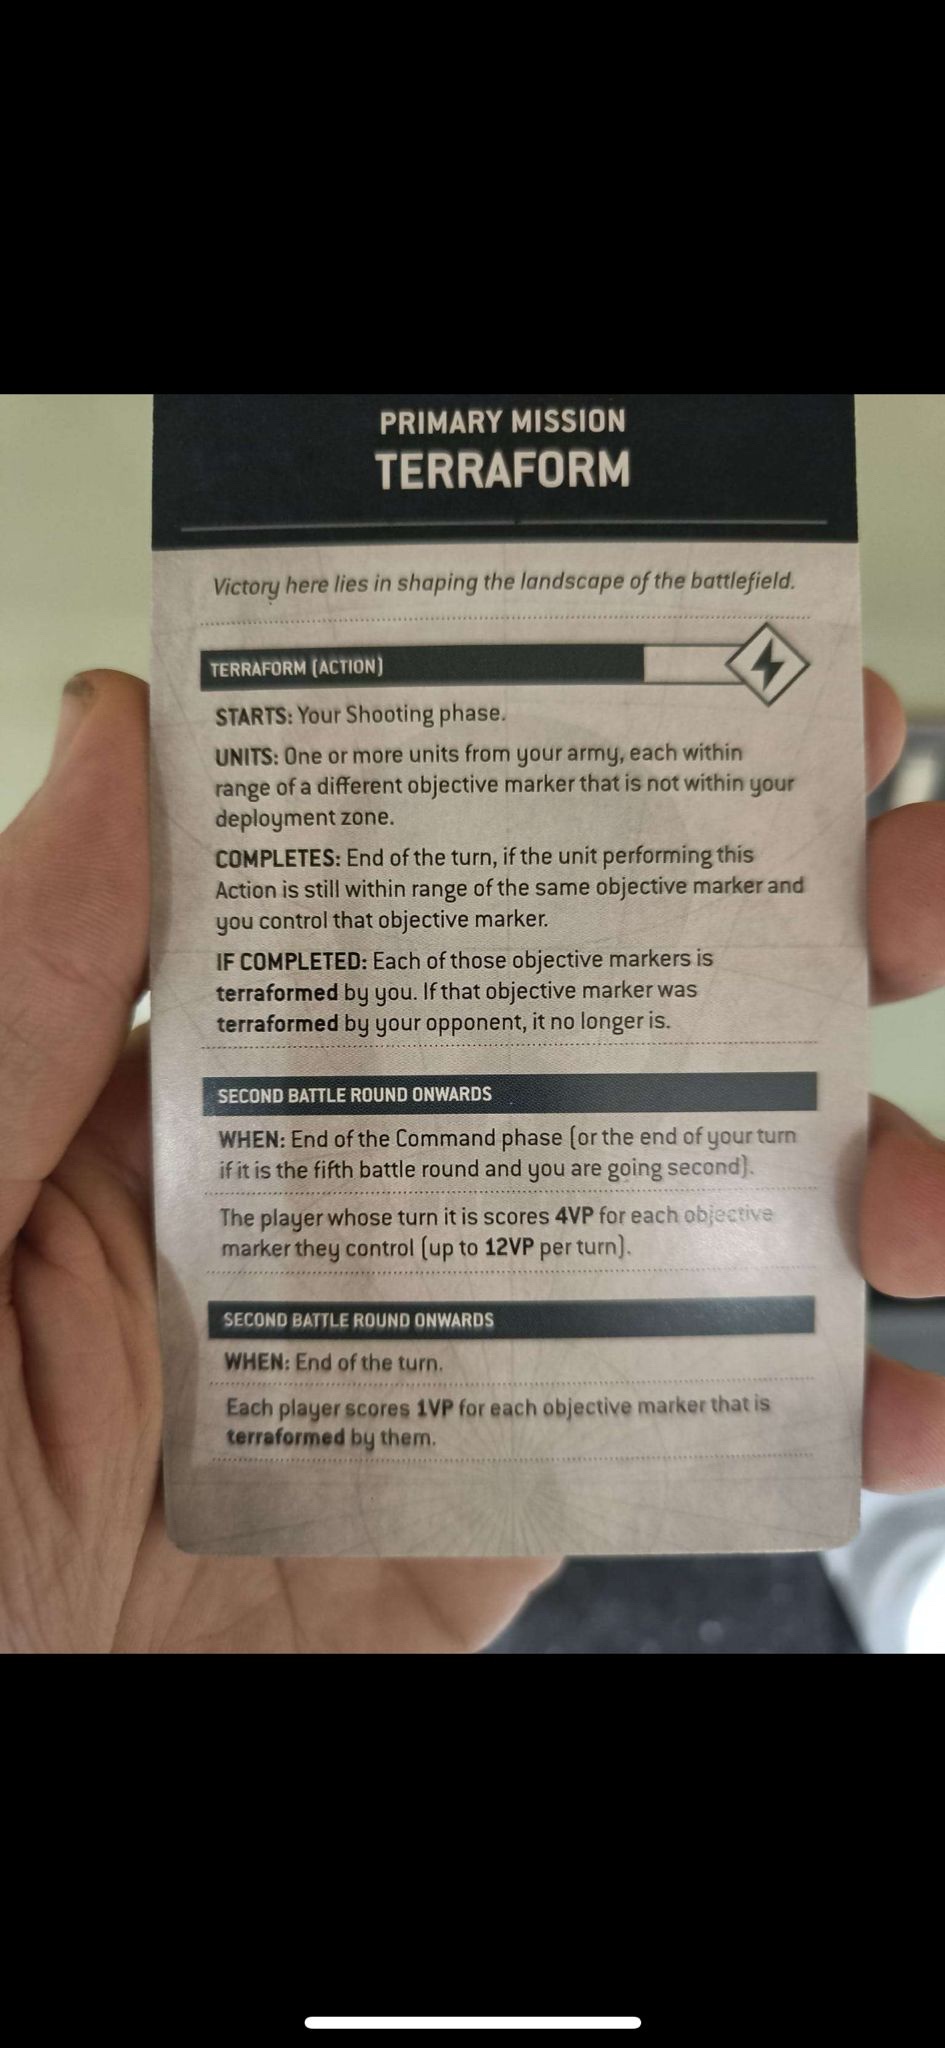 PRIMARY MISSION
TERRAFORM
Victory here lies in shaping the landscape of the battlefield.
TERRAFORM (ACTION)
STARTS: Your Shooting phase.
UNITS: One or more units from your army, each within
range of a different objective marker that is not within your
deployment zone.
COMPLETES: End of the turn, if the unit performing this
Action is still within range of the same objective marker and
you control that objective marker.
IF COMPLETED: Each of those objective markers is
terraformed by you. If that objective marker was
terraformed by your opponent, it no longer is.
SECOND BATTLE ROUND ONWARDS
WHEN: End of the Command phase (or the end of your turn
if it is the fifth battle round and you are going second).
The player whose turn it is scores 4VP for each objective
marker they control (up to 12VP per turn).
SECOND BATTLE ROUND ONWARDS
WHEN: End of the turn.
Each player scores 1VP for each objective marker that is
terraformed by them.